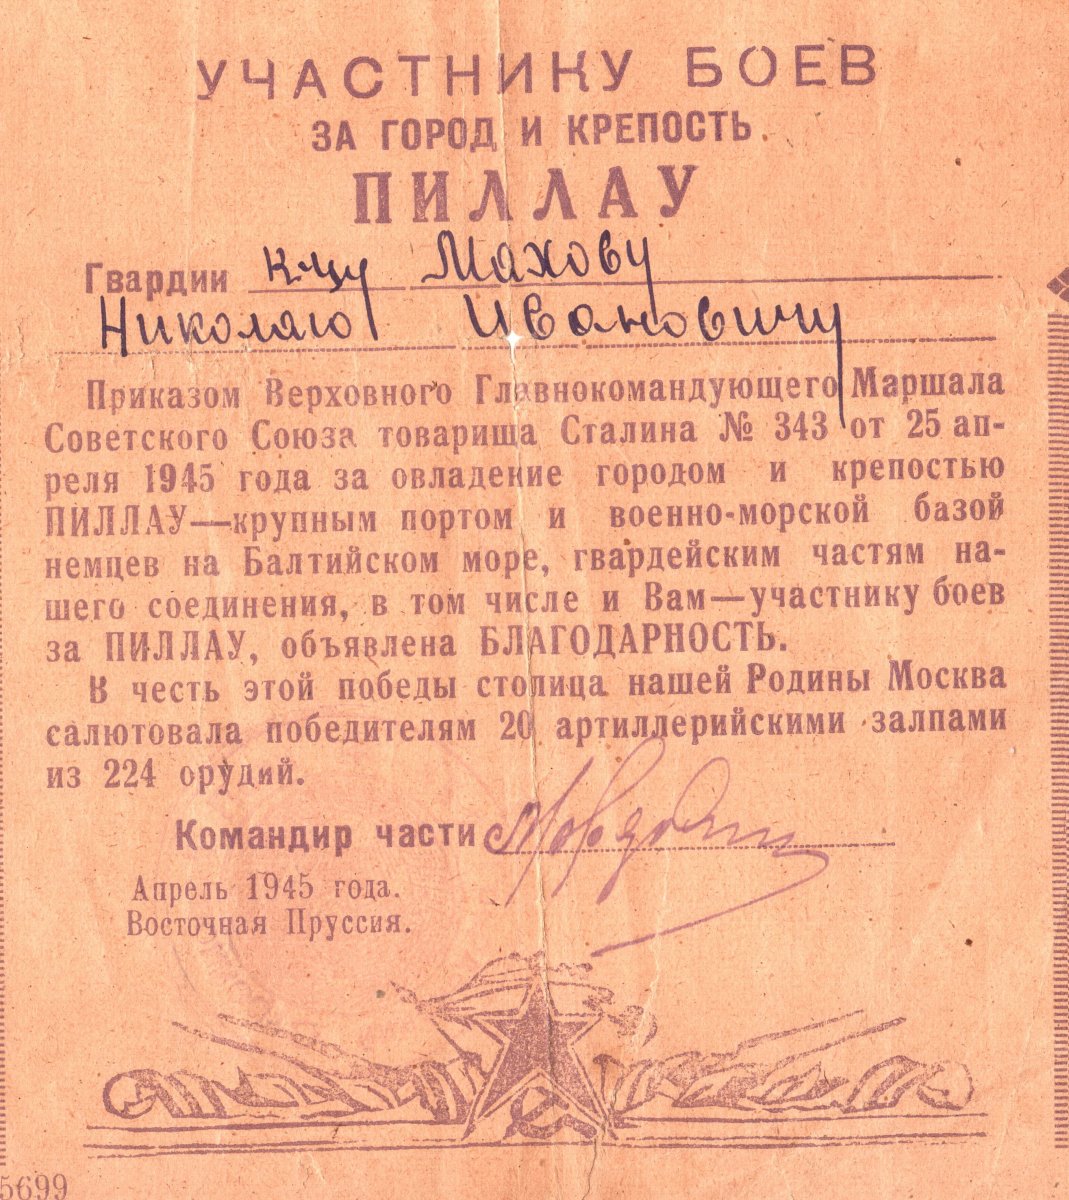 УЧАСТНИКУ БОЕВ
ЗА ГОРОД И КРЕПОСТЬ
ПИЛЛАУ
Гвардии к-цу Махову
Николаю Ивановичу
Приказом Верховного Главнокомандующего Маршала
Советского Союза товарища Сталина № 343 от 25 ап-
реля 1945 года за овладение городом и крепостью
ПИЛЛАУ—крупным портом и военно-морской базой
немцев на Балтийском море, гвардейским частям на-
шего соединения, в том числе и Вам—участнику боев
за ПИЛЛАУ, объявлена БЛАГОДАРНОСТЬ.
В честь этой победы столица нашей Родины Москва
салютовала победителям 20 артиллерийскими залпами
из 224 орудий.
Командир части
Апрель 1945 года.
Восточная Пруссия.
5699